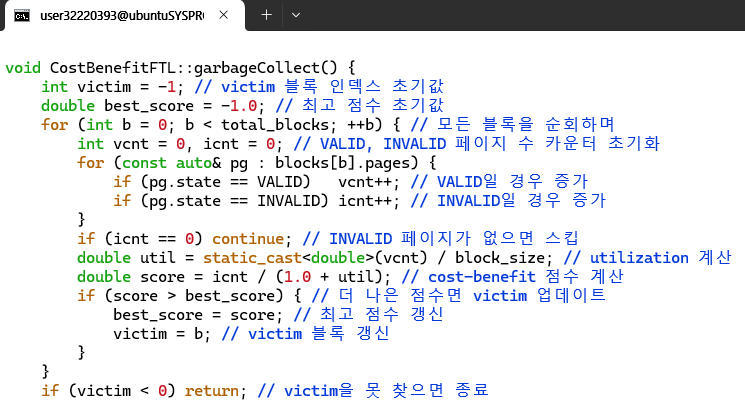 user32220393@ubuntuSYSPR
void CostBenefitFTL::garbageCollect() {
    int victim = -1; // victim 블록 인덱스 초기값
    double best_score = -1.0; // 최고 점수 초기값
    for (int b = 0; b < total_blocks; ++b) { // 모든 블록을 순회하며
        int vcnt = 0, icnt = 0; // VALID, INVALID 페이지 수 카운터 초기화
        for (const auto& pg : blocks[b].pages) {
            if (pg.state == VALID)   vcnt++; // VALID일 경우 증가
            if (pg.state == INVALID) icnt++; // INVALID일 경우 증가
        }
        if (icnt == 0) continue; // INVALID 페이지가 없으면 스킵
        double util = static_cast<double>(vcnt) / block_size; // utilization 계산
        double score = icnt / (1.0 + util); // cost-benefit 점수 계산
        if (score > best_score) { // 더 나은 점수면 victim 업데이트
            best_score = score; // 최고 점수 갱신
            victim = b; // victim 블록 갱신
        }
    }
    if (victim < 0) return; // victim을 못 찾으면 종료